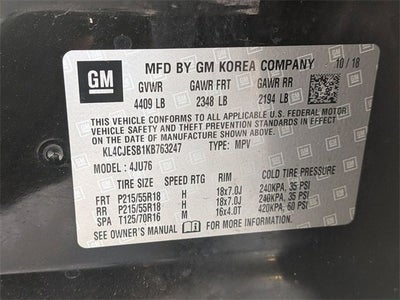 GM
MFD BY GM KOREA COMPANY 10 / 18
GVWR GAWR FRT GAWR RR
4409 LB 2348 LB 2194 LB
THIS VEHICLE CONFORMS TO ALL APPLICABLE U.S. FEDERAL MOTOR
VEHICLE SAFETY, BUMPER, AND THEFT PREVENTION STANDARDS IN
EFFECT ON THE DATE OF MANUFACTURE SHOWN ABOVE.
KL4CJESB1KB763247 TYPE: MPV
MODEL: 4JU76
TIRE SIZE SPEED RTG RIM COLD TIRE PRESSURE
FRT P215/55R18 H 18x7.0J 240KPA, 35 PSI
RR P215/55R18 H 18x7.0J 240KPA, 35 PSI
SPA T125/70R16 M 16x4.0T 420KPA, 60 PSI
SEE OWNER'S MANUAL FOR MORE INFORMATION.